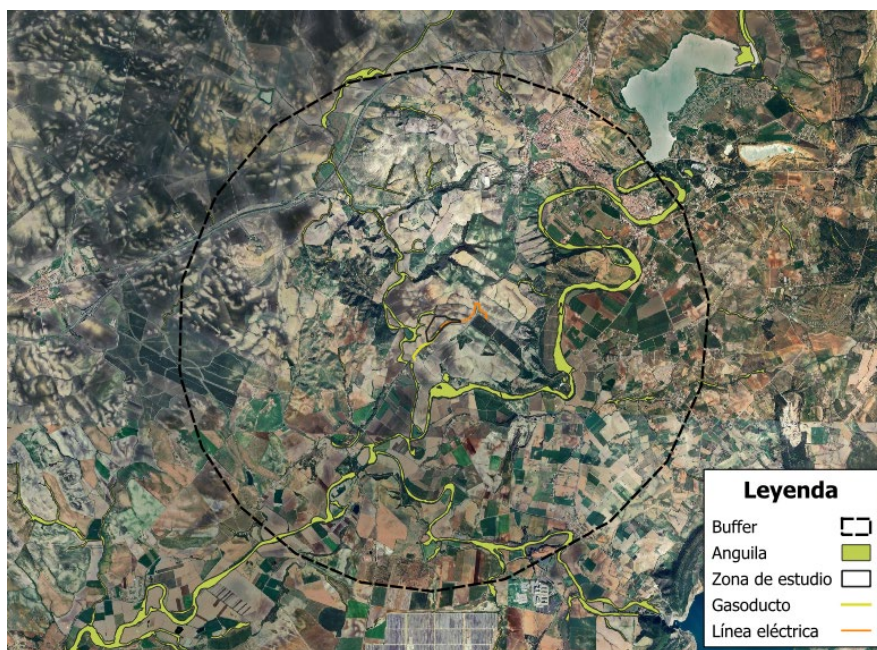 Leyenda
Buffer
Anguila
Zona de estudio
Gasoducto
Línea eléctrica